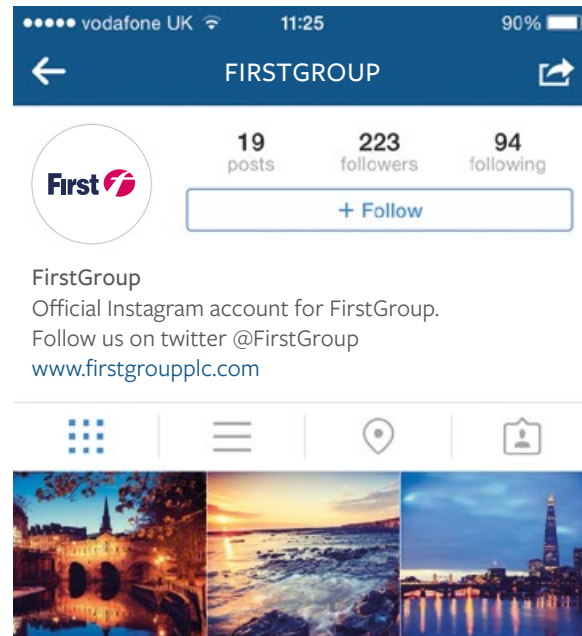 vodafone UK 11:25 90%
FIRSTGROUP
19 223 94
posts followers following
First f
+ Follow
FirstGroup
Official Instagram account for FirstGroup.
Follow us on twitter @FirstGroup
www.firstgroupplc.com